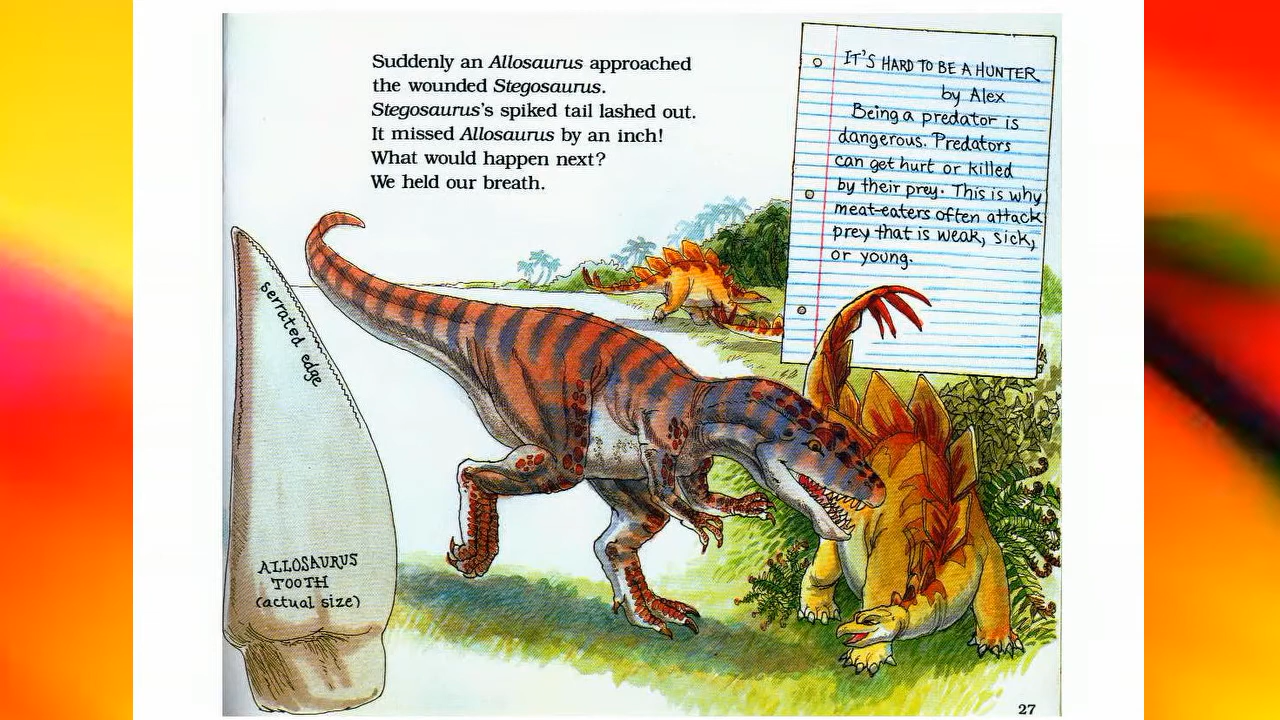 Suddenly an Allosaurus approached
the wounded Stegosaurus.
Stegosaurus's spiked tail lashed out.
It missed Allosaurus by an inch!
What would happen next?
We held our breath.
IT'S HARD TO BE A HUNTER
by Alex
Being a predator is
dangerous. Predators
can get hurt or killed
by their prey. This is why
meat-eaters often attack
prey that is weak, sick,
or young.
serrated edge
ALLOSAURUS
TOOTH
(actual size)
27